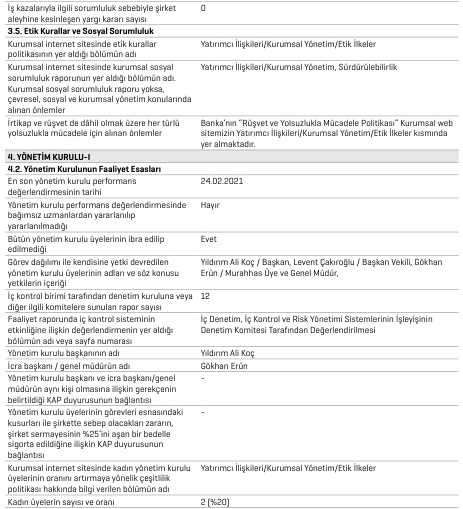 İş kazalarıyla ilgili sorumluluk sebebiyle şirket 0
aleyhine kesinleşen yargı kararı sayısı
3.5. Etik Kurallar ve Sosyal Sorumluluk
Kurumsal internet sitesinde etik kurallar Yatırımcı İlişkileri/Kurumsal Yönetim/Etik İlkeler
politikasının yer aldığı bölümün adı
Kurumsal internet sitesinde kurumsal sosyal Yatırımcı İlişkileri/Kurumsal Yönetim, Sürdürülebilirlik
sorumluluk raporunun yer aldığı bölümün adı.
Kurumsal sosyal sorumluluk raporu yoksa,
çevresel, sosyal ve kurumsal yönetim konularında
alınan önlemler
İrtikap ve rüşvet de dâhil olmak üzere her türlü Banka'nın "Rüşvet ve Yolsuzlukla Mücadele Politikası" Kurumsal web
yolsuzlukla mücadele için alınan önlemler sitemizin Yatırımcı İlişkileri/Kurumsal Yönetim/Etik İlkeler kısmında
yer almaktadır.
4. YÖNETİM KURULU-I
4.2. Yönetim Kurulunun Faaliyet Esasları
En son yönetim kurulu performans 24.02.2021
değerlendirmesinin tarihi
Yönetim kurulu performans değerlendirmesinde Hayır
bağımsız uzmanlardan yararlanılıp
yararlanılmadığı
Bütün yönetim kurulu üyelerinin ibra edilip Evet
edilmediği
Görev dağılımı ile kendisine yetki devredilen Yıldırım Ali Koç / Başkan, Levent Çakıroğlu / Başkan Vekili, Gökhan
yönetim kurulu üyelerinin adları ve söz konusu Erün / Murahhas Üye ve Genel Müdür,
yetkilerin içeriği
İç kontrol birimi tarafından denetim kuruluna veya 12
diğer ilgili komitelere sunulan rapor sayısı
Faaliyet raporunda iç kontrol sisteminin İç Denetim, İç Kontrol ve Risk Yönetimi Sistemlerinin İşleyişinin
etkinliğine ilişkin değerlendirmenin yer aldığı Denetim Komitesi Tarafından Değerlendirilmesi
bölümün adı veya sayfa numarası
Yönetim kurulu başkanının adı Yıldırım Ali Koç
İcra başkanı / genel müdürün adı Gökhan Erün
Yönetim kurulu başkanı ve icra başkanı/genel -
müdürün aynı kişi olmasına ilişkin gerekçenin
belirtildiği KAP duyurusunun bağlantısı
Yönetim kurulu üyelerinin görevleri esnasındaki -
kusurları ile şirkette sebep olacakları zararın,
şirket sermayesinin %25'ini aşan bir bedelle
sigorta edildiğine ilişkin KAP duyurusunun
bağlantısı
Kurumsal internet sitesinde kadın yönetim kurulu Yatırımcı İlişkileri/Kurumsal Yönetim/Etik İlkeler
üyelerinin oranını artırmaya yönelik çeşitlilik
politikası hakkında bilgi verilen bölümün adı
Kadın üyelerin sayısı ve oranı 2 (%20)